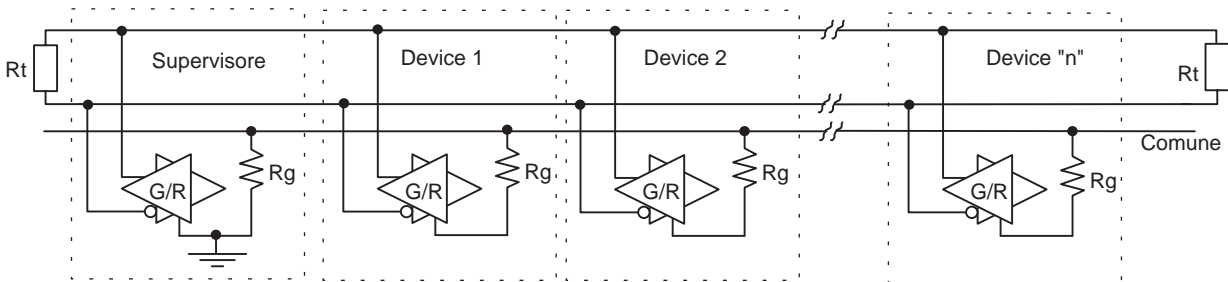 Rt
Supervisore
Device 1
Device 2
Device "n"
Rt
Comune
G/R
Rg
G/R
Rg
G/R
Rg
G/R
Rg